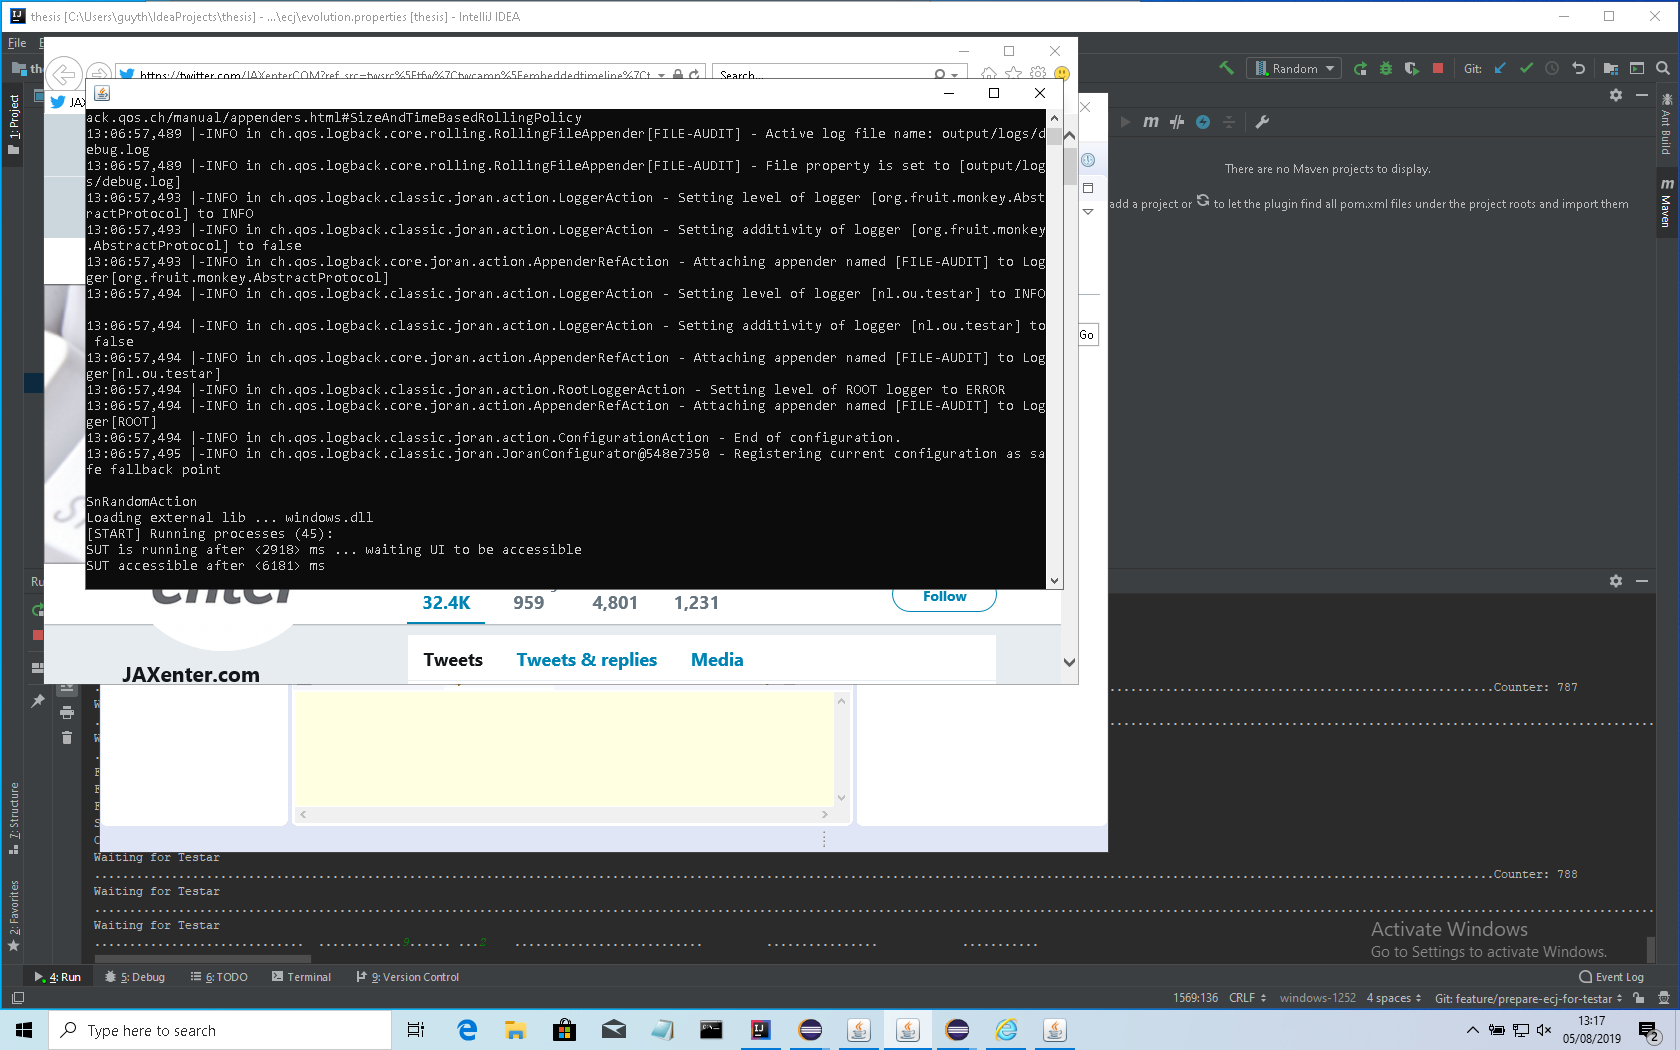 thesis [C:\Users\guyth\IdeaProjects\thesis] - ...\ecj\evolution.properties [thesis] - IntelliJ IDEA
File
https://twitter.com/JAXenterCOM?ref_src=twsrc%5Etfw%7Ctwcamp%5Eembeddedtimeline%7Ct
Search...
Random
Git:
1: Project
JAX
ack.qos.ch/manual/appenders.html#SizeAndTimeBasedRollingPolicy
13:06:57,489 |-INFO in ch.qos.logback.core.rolling.RollingFileAppender[FILE-AUDIT] - Active log file name: output/logs/d
ebug.log
13:06:57,489 |-INFO in ch.qos.logback.core.rolling.RollingFileAppender[FILE-AUDIT] - File property is set to [output/log
s/debug.log]
13:06:57,493 |-INFO in ch.qos.logback.classic.joran.action.LoggerAction - Setting level of logger [org.fruit.monkey.Abst
ractProtocol] to INFO
13:06:57,493 |-INFO in ch.qos.logback.classic.joran.action.LoggerAction - Setting additivity of logger [org.fruit.monkey
.AbstractProtocol] to false
13:06:57,493 |-INFO in ch.qos.logback.core.joran.action.AppenderRefAction - Attaching appender named [FILE-AUDIT] to Log
ger[org.fruit.monkey.AbstractProtocol]
13:06:57,494 |-INFO in ch.qos.logback.classic.joran.action.LoggerAction - Setting level of logger [nl.ou.testar] to INFO
13:06:57,494 |-INFO in ch.qos.logback.classic.joran.action.LoggerAction - Setting additivity of logger [nl.ou.testar] to
false
13:06:57,494 |-INFO in ch.qos.logback.core.joran.action.AppenderRefAction - Attaching appender named [FILE-AUDIT] to Log
ger[nl.ou.testar]
13:06:57,494 |-INFO in ch.qos.logback.classic.joran.action.RootLoggerAction - Setting level of ROOT logger to ERROR
13:06:57,494 |-INFO in ch.qos.logback.core.joran.action.AppenderRefAction - Attaching appender named [FILE-AUDIT] to Log
ger[ROOT]
13:06:57,494 |-INFO in ch.qos.logback.classic.joran.action.ConfigurationAction - End of configuration.
13:06:57,495 |-INFO in ch.qos.logback.classic.joran.JoranConfigurator@548e7350 - Registering current configuration as sa
fe fallback point
SnRandomAction
Loading external lib ... windows.dll
[START] Running processes (45):
SUT is running after <2918> ms ... waiting UI to be accessible
SUT accessible after <6181> ms
There are no Maven projects to display.
add a project or to let the plugin find all pom.xml files under the project roots and import them
Ant Build
Maven
Go
enter
32.4K 959 4,801 1,231
Follow
JAXenter.com
Tweets Tweets & replies Media
Counter: 787
Waiting for Testar
Counter: 788
Waiting for Testar
Waiting for Testar
9 2
7: Structure
2: Favorites
Activate Windows
Go to Settings to activate Windows.
4: Run 5: Debug 6: TODO Terminal 9: Version Control Event Log
1569:136 CRLF windows-1252 4 spaces Git: feature/prepare-ecj-for-testar
Type here to search
13:17
05/08/2019
2